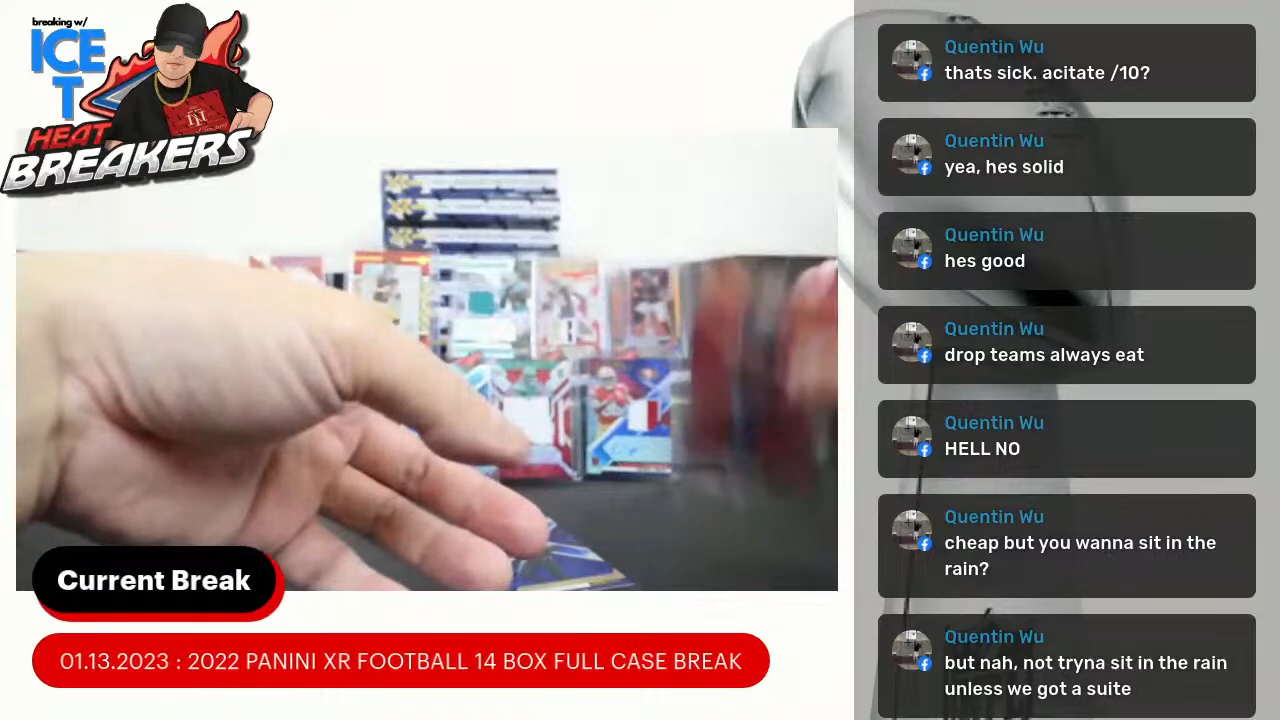 breaking w/
ICE
T
HEAT
BREAKERS
Current Break
01.13.2023 : 2022 PANINI XR FOOTBALL 14 BOX FULL CASE BREAK
Quentin Wu
thats sick. acitate /10?
Quentin Wu
yea, hes solid
Quentin Wu
hes good
Quentin Wu
drop teams always eat
Quentin Wu
HELL NO
Quentin Wu
cheap but you wanna sit in the
rain?
Quentin Wu
but nah, not tryna sit in the rain
unless we got a suite